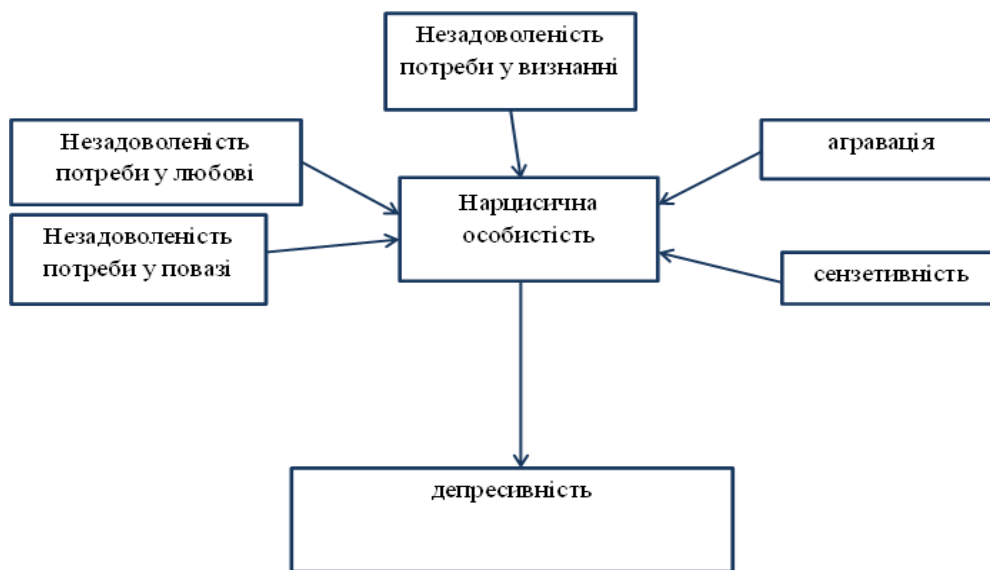 Незадоволеність
потреби у визнанні
Незадоволеність
потреби у любові
агравація
Нарцисична
особистість
Незадоволеність
потреби у повазі
сензетивність
депресивність